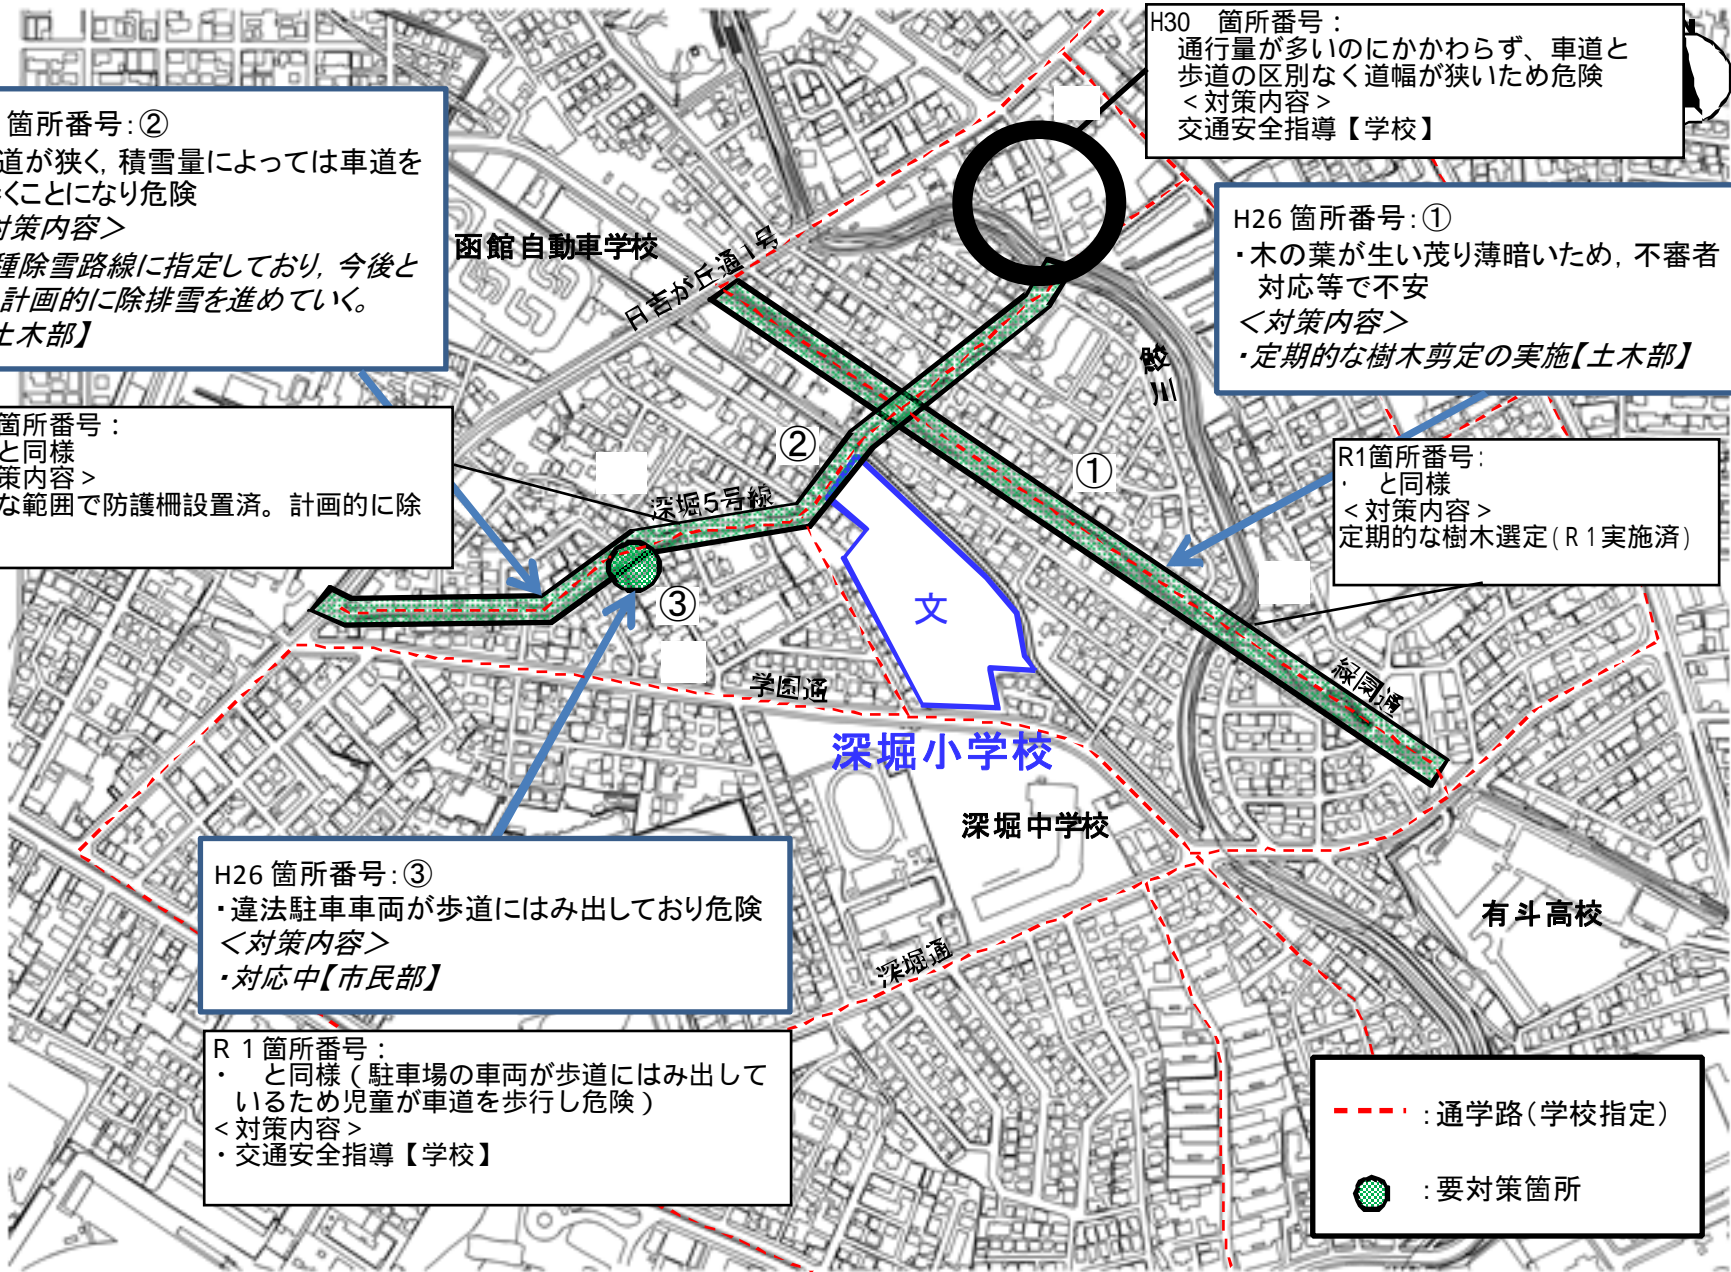 H30 箇所番号：
通行量が多いのにかかわらず、車道と
歩道の区別なく道幅が狭いため危険
＜対策内容＞
交通安全指導【学校】
箇所番号：②
道が狭く，積雪量によっては車道を
くことになり危険
対策内容＞
種除雪路線に指定しており，今後と
計画的に除排雪を進めていく。
土木部】
函館自動車学校
日吉が丘通1号
H26 箇所番号：①
・木の葉が生い茂り薄暗いため，不審者
対応等で不安
＜対策内容＞
・定期的な樹木剪定の実施【土木部】
鮫川
箇所番号：
と同様
策内容＞
な範囲で防護柵設置済。計画的に除
②
①
深堀5号線
R1箇所番号：
・ と同様
＜対策内容＞
定期的な樹木選定(R1実施済)
③
文
学園通
緑園通
深堀小学校
深堀中学校
H26 箇所番号：③
・違法駐車車両が歩道にはみ出しており危険
＜対策内容＞
・対応中【市民部】
有斗高校
深堀通
R1箇所番号：
・ と同様（駐車場の車両が歩道にはみ出して
いるため児童が車道を歩行し危険）
＜対策内容＞
・交通安全指導【学校】
：通学路（学校指定）
：要対策箇所